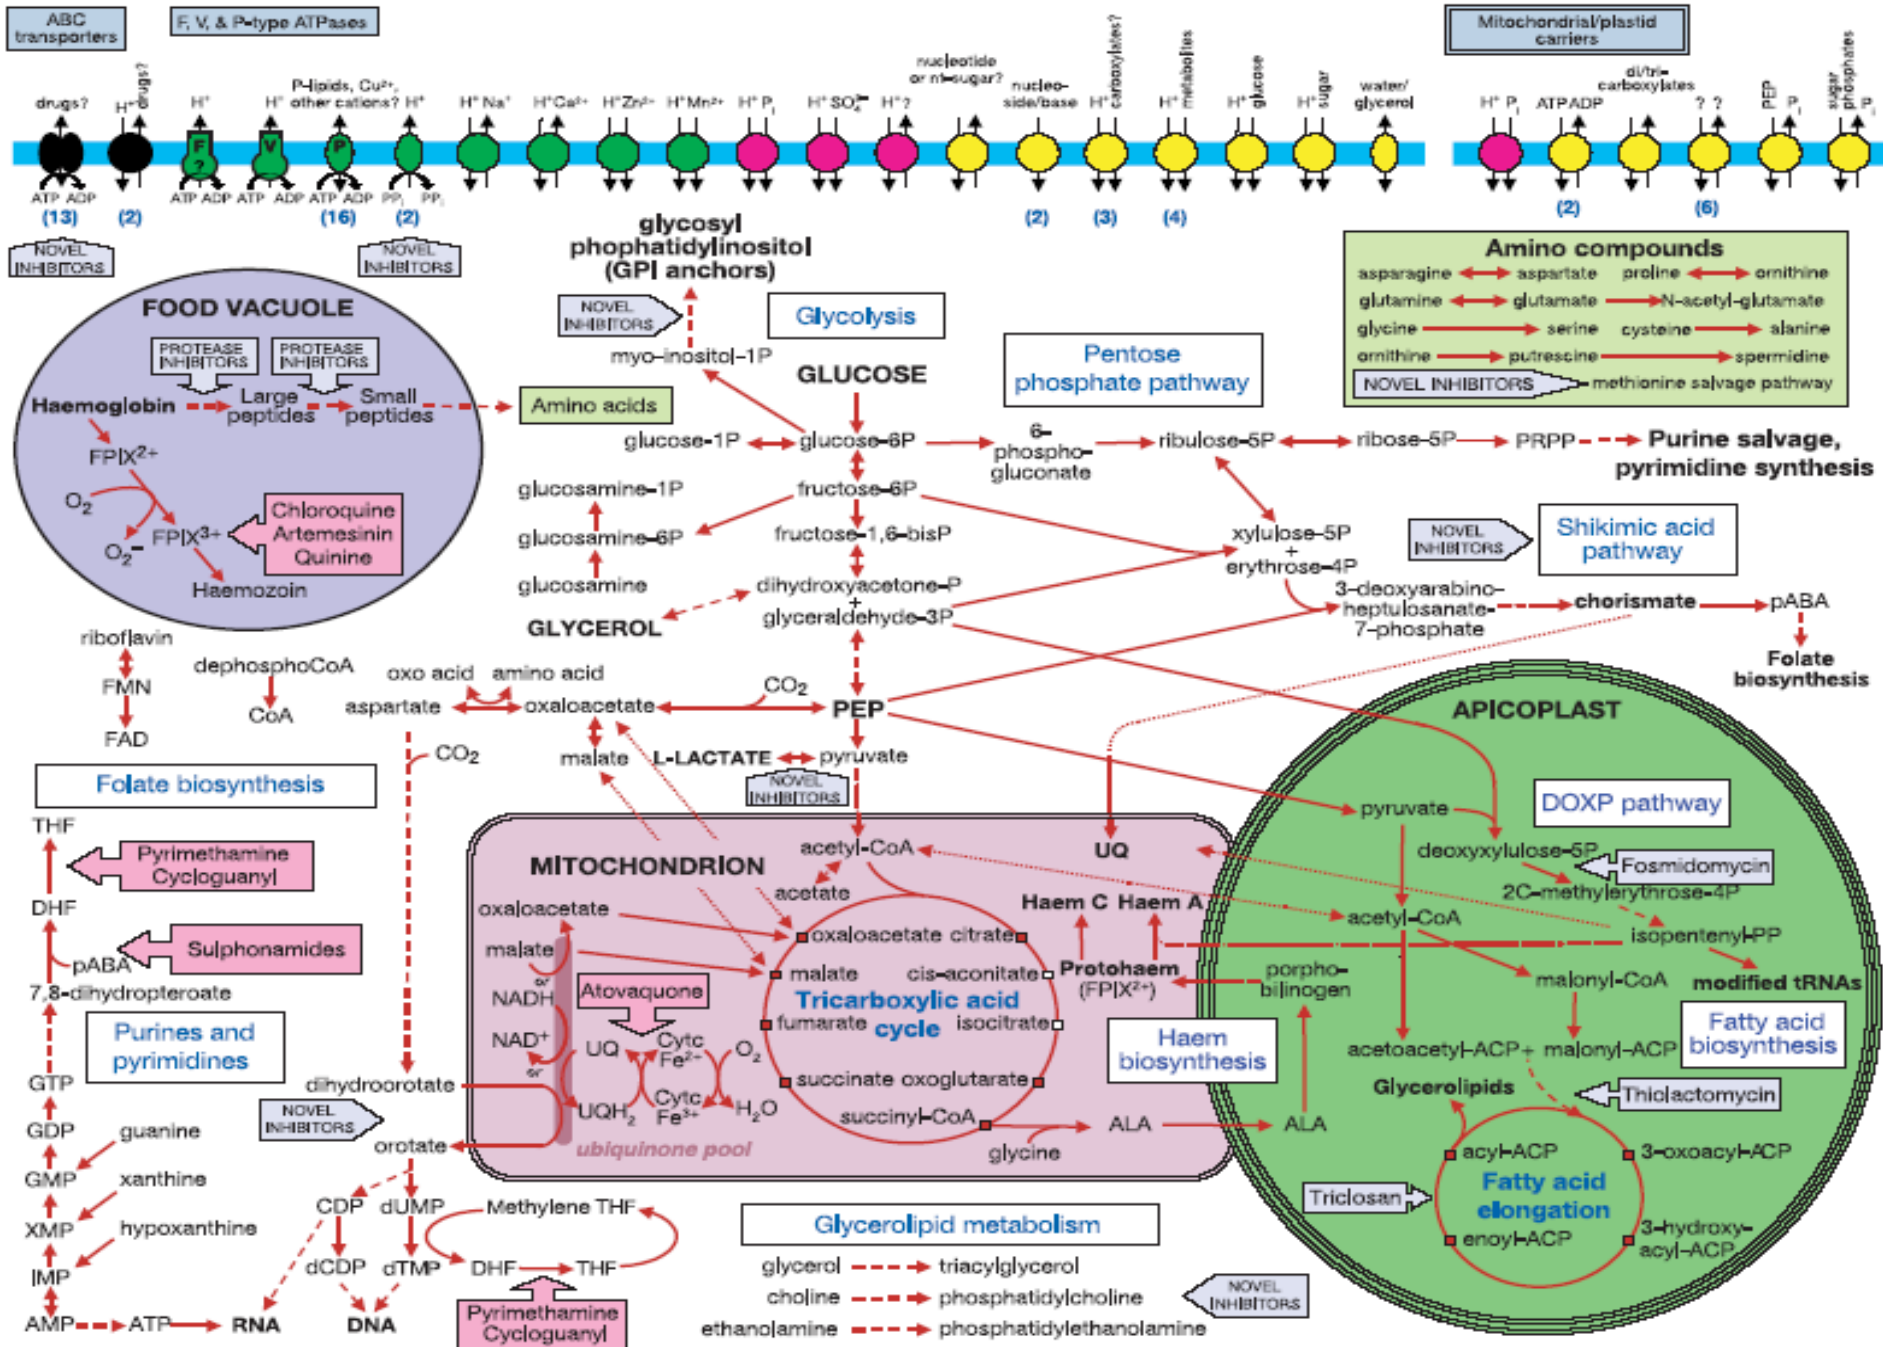 ABC
transporters
F, V, & P-type ATPases
Mitochondrial/plastid
carriers
drugs?
H+
drugs?
H+
H+
P-lipids, Cu2+,
other cations?
H+
H+ Na+
H+Ca2+
H+Zn2+
H+Mn2+
H+ Pi
H+ SO42-
H+ ?
nucleotide
or nt-sugar?
nucleo-
side/base
H+
carboxylates?
H+
metabolites
H+
glucose
H+
sugar
water/
glycerol
H+ Pi
ATP ADP
di/tri-
carboxylates
? ?
PEP
Pi
sugar
phosphates
Pi
F
?
V
P
ATP ADP
ATP ADP
ATP ADP
ATP ADP
PPi PPi
(13)
(2)
(16)
(2)
(2)
(3)
(4)
(2)
(6)
NOVEL
INHIBITORS
NOVEL
INHIBITORS
FOOD VACUOLE
PROTEASE
INHIBITORS
PROTEASE
INHIBITORS
Haemoglobin
Large
peptides
Small
peptides
Amino acids
FPIX2+
O2
O2–
FPIX3+
Chloroquine
Artemesinin
Quinine
Haemozoin
glycosyl
phophatidylinositol
(GPI anchors)
NOVEL
INHIBITORS
Glycolysis
myo-inositol-1P
GLUCOSE
Pentose
phosphate pathway
Amino compounds
asparagine
aspartate
proline
ornithine
glutamine
glutamate
N-acetyl-glutamate
glycine
serine
cysteine
alanine
ornithine
putrescine
spermidine
NOVEL INHIBITORS
methionine salvage pathway
glucose-1P
glucose-6P
6-
phospho-
gluconate
ribulose-5P
ribose-5P
PRPP
Purine salvage,
pyrimidine synthesis
glucosamine-1P
fructose-6P
glucosamine-6P
fructose-1,6-bisP
glucosamine
dihydroxyacetone-P
+
glyceraldehyde-3P
GLYCEROL
xylulose-5P
+
erythrose-4P
NOVEL
INHIBITORS
Shikimic acid
pathway
3-deoxyarabino-
heptulosanate-
7-phosphate
chorismate
pABA
Folate
biosynthesis
riboflavin
FMN
FAD
dephosphoCoA
CoA
oxo acid
amino acid
aspartate
oxaloacetate
CO2
PEP
CO2
malate
L-LACTATE
pyruvate
NOVEL
INHIBITORS
Folate biosynthesis
THF
Pyrimethamine
Cycloguanyl
DHF
Sulphonamides
pABA
7,8-dihydropteroate
Purines and
pyrimidines
GTP
GDP
guanine
GMP
xanthine
XMP
hypoxanthine
IMP
AMP
ATP
RNA
DNA
dihydroorotate
NOVEL
INHIBITORS
orotate
CDP
dUMP
dCDP
dTMP
Methylene THF
DHF
THF
Pyrimethamine
Cycloguanyl
MITOCHONDRION
acetyl-CoA
acetate
UQ
Haem C
Haem A
oxaloacetate
malate
or
NADH
NAD+
or
Atovaquone
UQ
Cytc
Fe2+
O2
UQH2
Cytc
Fe3+
H2O
ubiquinone pool
oxaloacetate
citrate
malate
cis-aconitate
Tricarboxylic acid
cycle
fumarate
isocitrate
succinate
oxoglutarate
succinyl-CoA
glycine
ALA
Protohaem
(FPIX2+)
porpho-
bilinogen
Haem
biosynthesis
ALA
APICOPLAST
pyruvate
DOXP pathway
deoxyxylulose-5P
Fosmidomycin
2C-methylerythrose-4P
acetyl-CoA
isopentenyl-PP
malonyl-CoA
modified tRNAs
Fatty acid
biosynthesis
acetoacetyl-ACP
+
malonyl-ACP
Glycerolipids
Thiolactomycin
acyl-ACP
3-oxoacyl-ACP
Triclosan
Fatty acid
elongation
enoyl-ACP
3-hydroxy-
acyl-ACP
Glycerolipid metabolism
glycerol
triacylglycerol
choline
phosphatidylcholine
ethanolamine
phosphatidylethanolamine
NOVEL
INHIBITORS